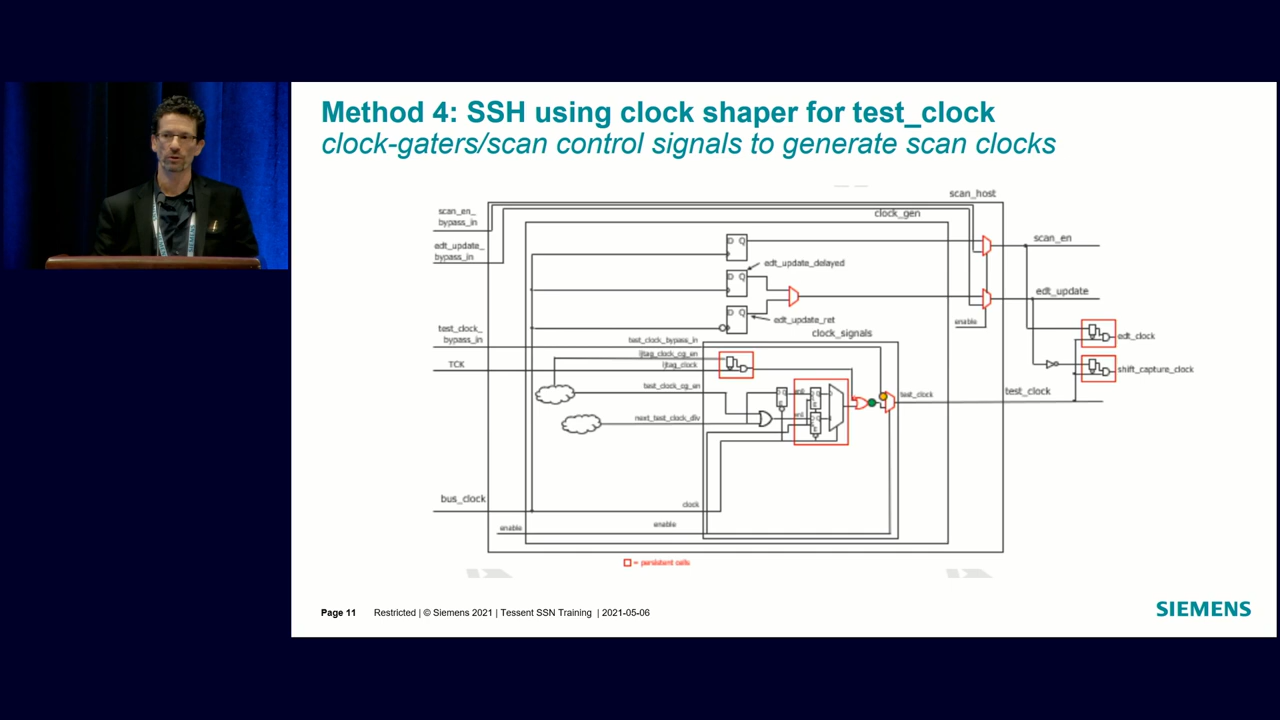 Method 4: SSH using clock shaper for test_clock
clock-gaters/scan control signals to generate scan clocks
scan_host
scan_en_
bypass_in
clock_gen
edt_update_
bypass_in
scan_en
D Q
edt_update_delayed
D Q
edt_update
D Q
edt_update_ret
enable
test_clock_
bypass_in
clock_signals
test_clock_bypass_in
edt_clock
ijtag_clock_cg_en
TCK
ijtag_clock
shift_capture_clock
test_clock_cg_en
test_clock
test_clock
next_test_clock_div
bus_clock
clock
enable
enable
= persistent cells
Page 11 Restricted | © Siemens 2021 | Tessent SSN Training | 2021-05-06
SIEMENS